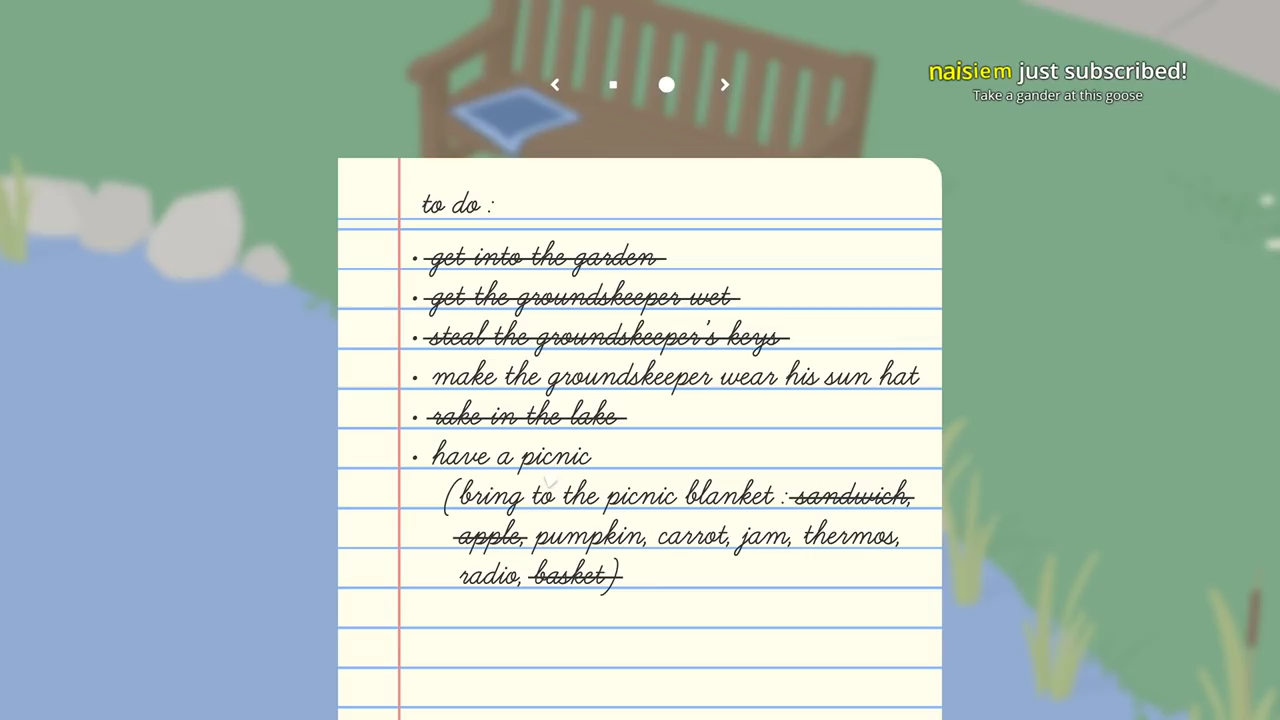 naisiem just subscribed!
Take a gander at this goose
to do :
• get into the garden
• get the groundskeeper wet
• steal the groundskeeper's keys
• make the groundskeeper wear his sun hat
• rake in the lake
• have a picnic
(bring to the picnic blanket : sandwich,
apple, pumpkin, carrot, jam, thermos,
radio, basket)